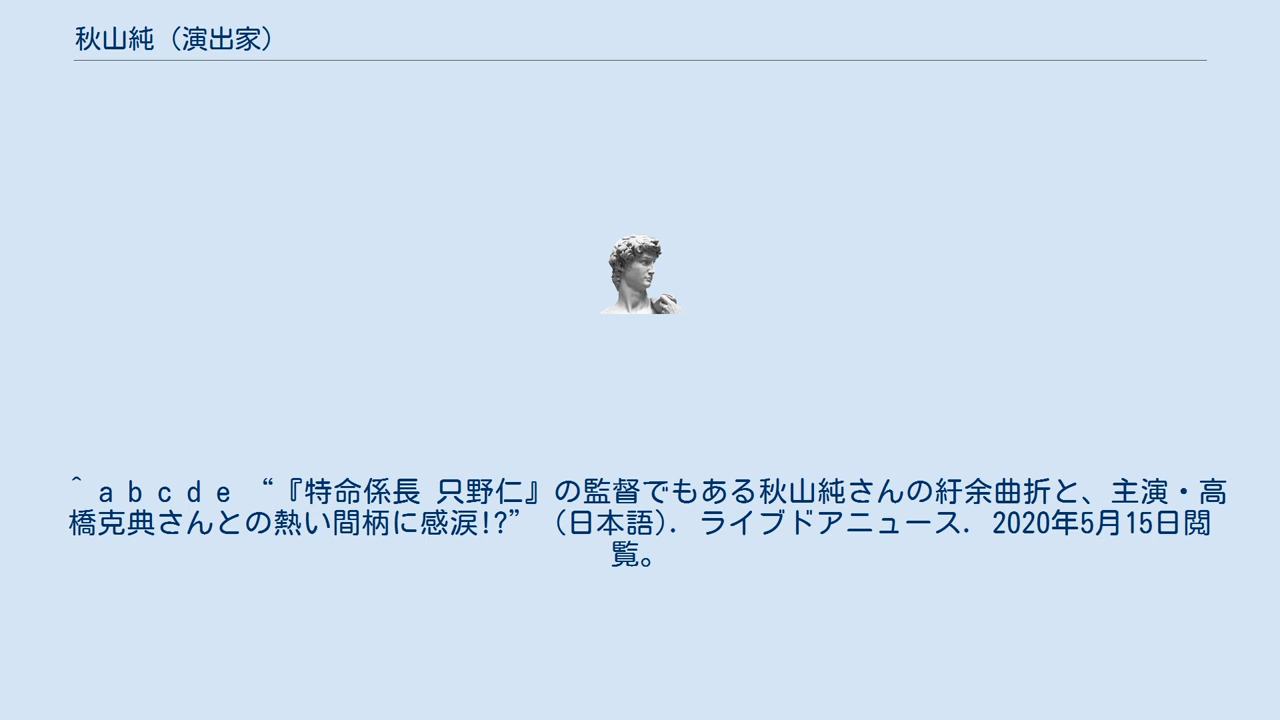 秋山純（演出家）
^ a b c d e “『特命係長 只野仁』の監督でもある秋山純さんの紆余曲折と、主演・高
橋克典さんとの熱い間柄に感涙!?” （日本語）. ライブドアニュース. 2020年5月15日閲
覧。